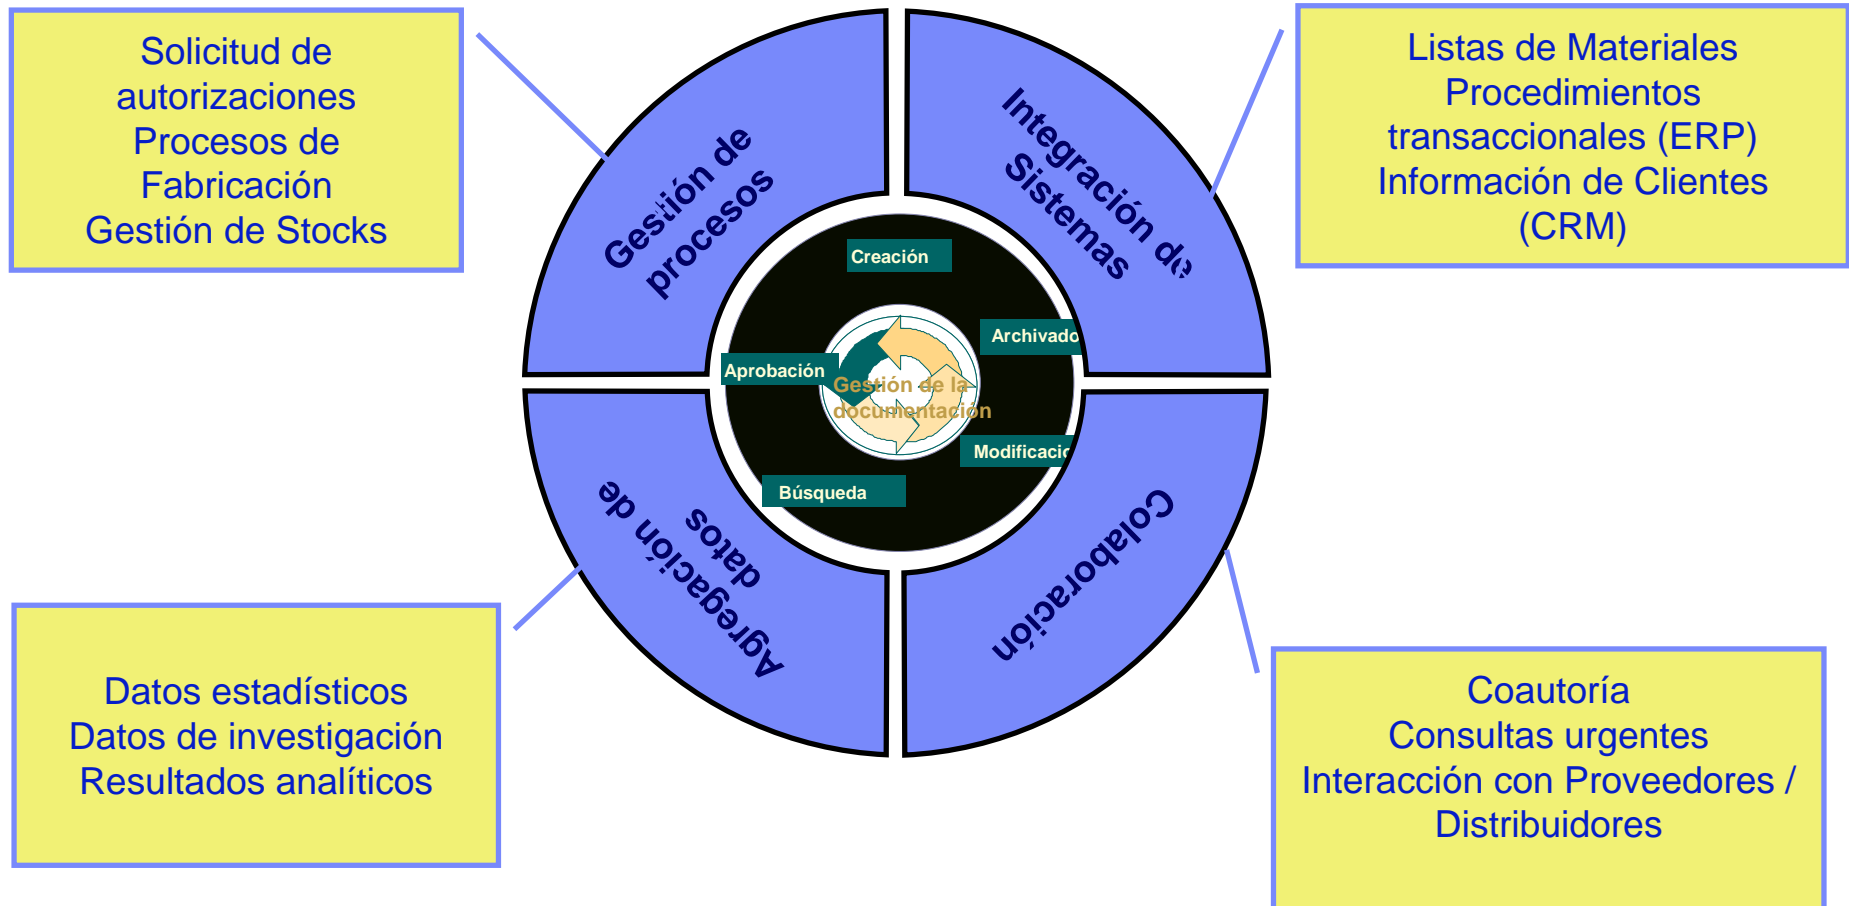 Solicitud de
autorizaciones
Procesos de
Fabricación
Gestión de Stocks
Listas de Materiales
Procedimientos
transaccionales (ERP)
Información de Clientes
(CRM)
Gestión de
procesos
Integración de
Sistemas
Creación
Archivado
Aprobación
Gestión de la
documentación
Modificacio
Búsqueda
Agregación de
datos
Colaboración
Datos estadísticos
Datos de investigación
Resultados analíticos
Coautoría
Consultas urgentes
Interacción con Proveedores /
Distribuidores